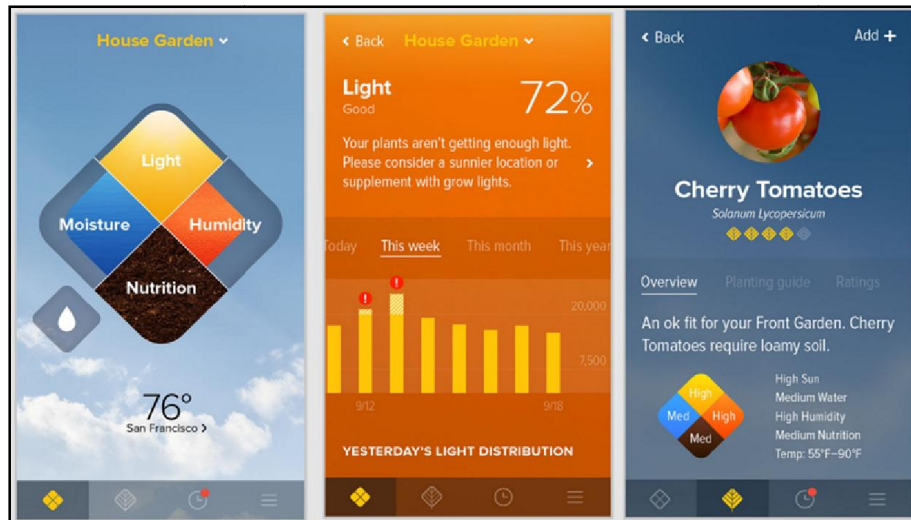 House Garden
Light
Moisture
Humidity
Nutrition
76°
San Francisco >
< Back House Garden
Light
Good
72%
Your plants aren't getting enough light.
Please consider a sunnier location or
supplement with grow lights.
Today This week This month This year
20,000
7,500
9/12 9/18
YESTERDAY'S LIGHT DISTRIBUTION
< Back Add +
Cherry Tomatoes
Solanum Lycopersicum
Overview Planting guide Ratings
An ok fit for your Front Garden. Cherry
Tomatoes require loamy soil.
High
Med High
Med
High Sun
Medium Water
High Humidity
Medium Nutrition
Temp: 55°F–90°F